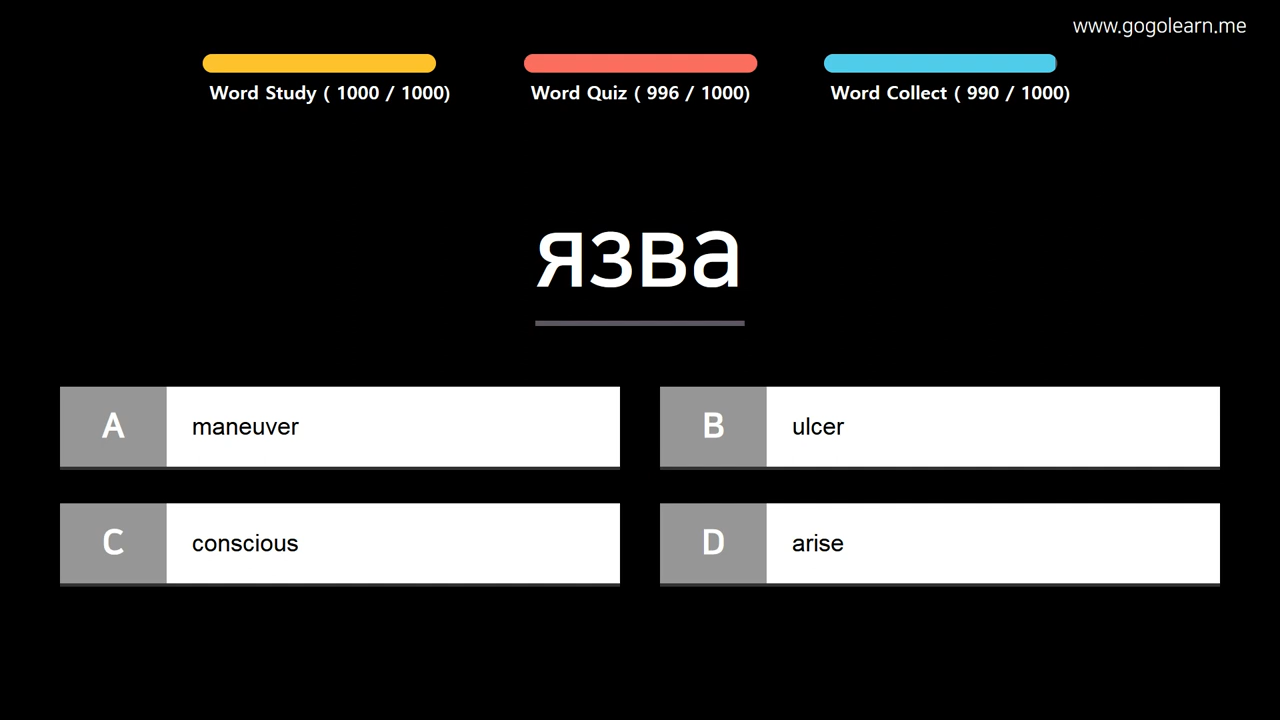 www.gogolearn.me
Word Study ( 1000 / 1000)
Word Quiz ( 996 / 1000)
Word Collect ( 990 / 1000)
язва
A maneuver
B ulcer
C conscious
D arise